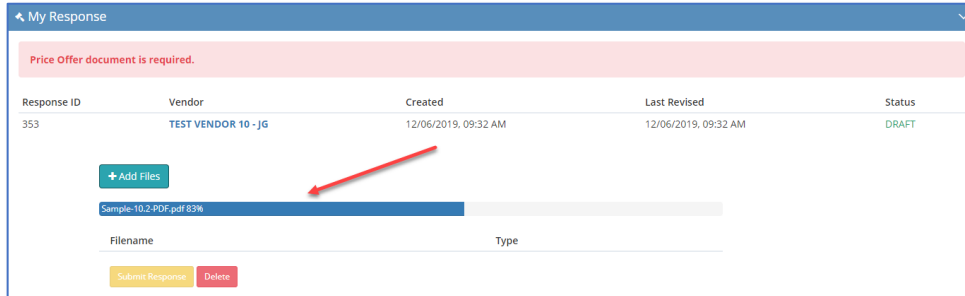 My Response
Price Offer document is required.
Response ID Vendor Created Last Revised Status
353 TEST VENDOR 10 - JG 12/06/2019, 09:32 AM 12/06/2019, 09:32 AM DRAFT
+ Add Files
Sample-10.2-PDF.pdf 83%
Filename Type
Submit Response Delete